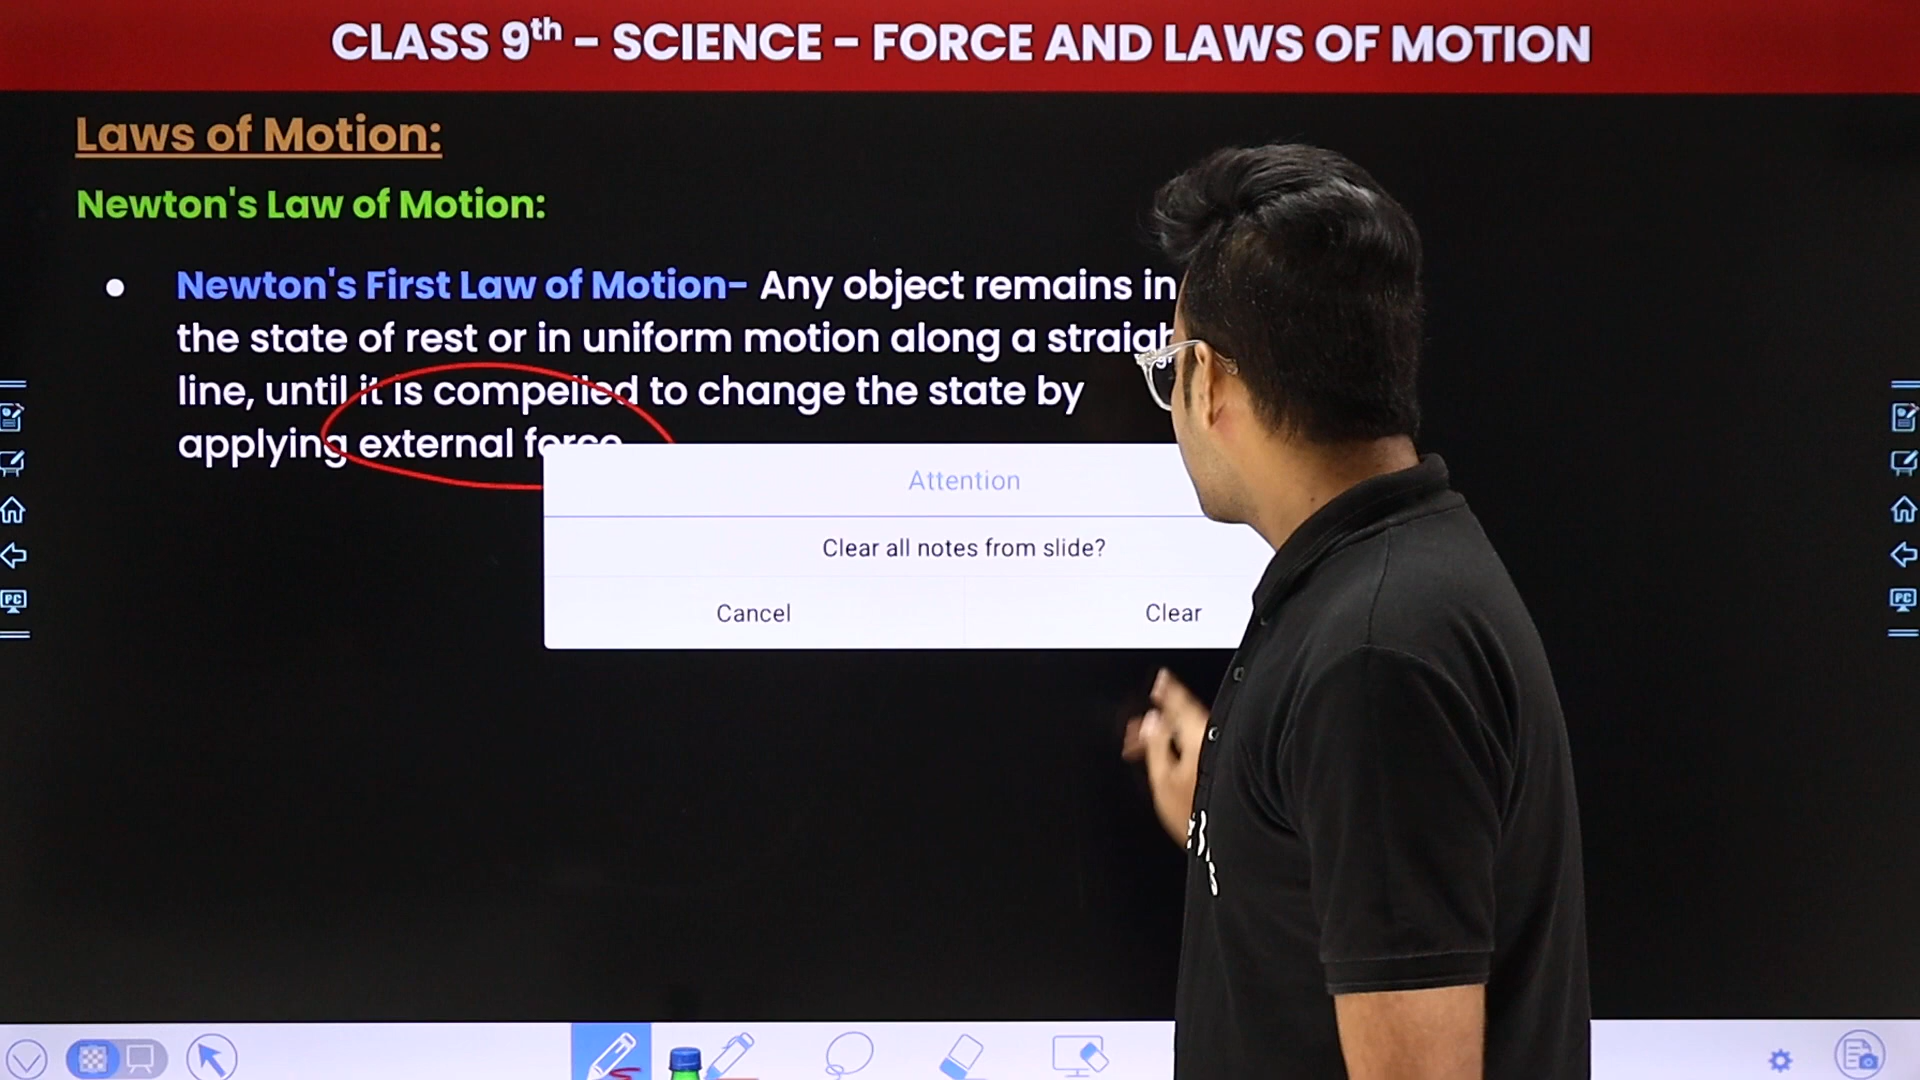 CLASS 9th - SCIENCE - FORCE AND LAWS OF MOTION
Laws of Motion:
Newton's Law of Motion:
● Newton's First Law of Motion- Any object remains in
the state of rest or in uniform motion along a straigh
line, until it is compelled to change the state by
applying external force
Attention
Clear all notes from slide?
Cancel
Clear
PC
PC